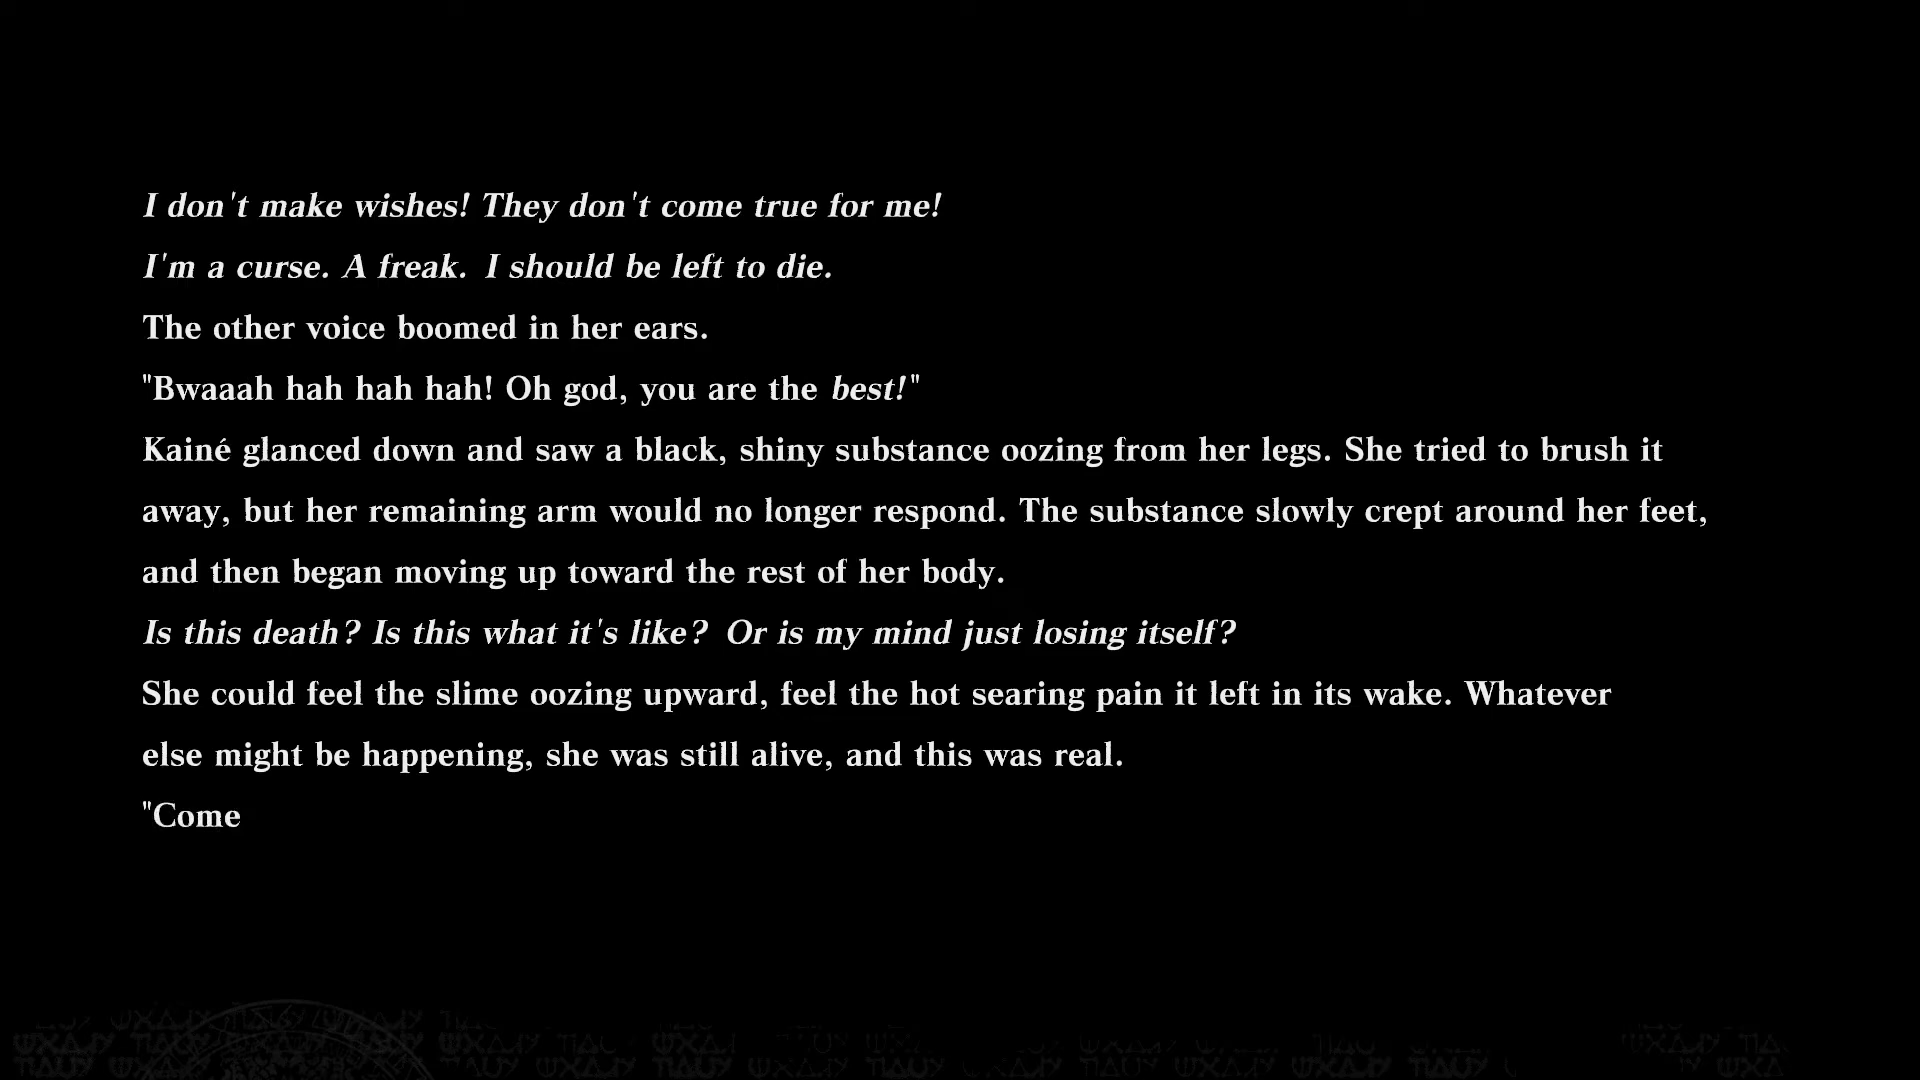 I don't make wishes! They don't come true for me!
I'm a curse. A freak. I should be left to die.
The other voice boomed in her ears.
"Bwaaah hah hah hah! Oh god, you are the best!"
Kainé glanced down and saw a black, shiny substance oozing from her legs. She tried to brush it
away, but her remaining arm would no longer respond. The substance slowly crept around her feet,
and then began moving up toward the rest of her body.
Is this death? Is this what it's like? Or is my mind just losing itself?
She could feel the slime oozing upward, feel the hot searing pain it left in its wake. Whatever
else might be happening, she was still alive, and this was real.
"Come